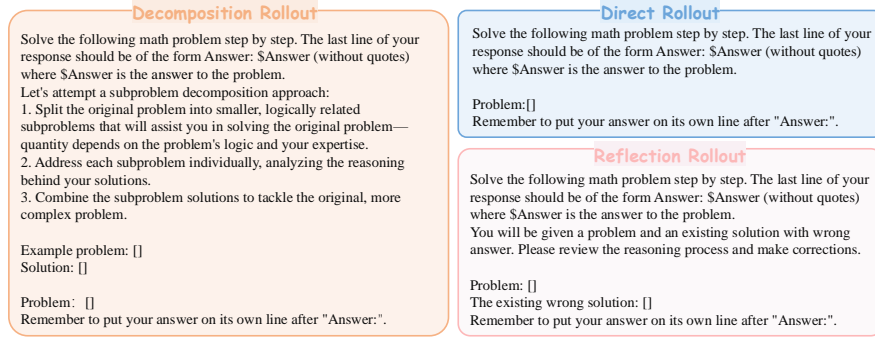 Decomposition Rollout
Solve the following math problem step by step. The last line of your
response should be of the form Answer: $Answer (without quotes)
where $Answer is the answer to the problem.
Let's attempt a subproblem decomposition approach:
1. Split the original problem into smaller, logically related
subproblems that will assist you in solving the original problem—
quantity depends on the problem's logic and your expertise.
2. Address each subproblem individually, analyzing the reasoning
behind your solutions.
3. Combine the subproblem solutions to tackle the original, more
complex problem.
Example problem: []
Solution: []
Problem： []
Remember to put your answer on its own line after "Answer:".
Direct Rollout
Solve the following math problem step by step. The last line of your
response should be of the form Answer: $Answer (without quotes)
where $Answer is the answer to the problem.
Problem:[]
Remember to put your answer on its own line after "Answer:".
Reflection Rollout
Solve the following math problem step by step. The last line of your
response should be of the form Answer: $Answer (without quotes)
where $Answer is the answer to the problem.
You will be given a problem and an existing solution with wrong
answer. Please review the reasoning process and make corrections.
Problem: []
The existing wrong solution: []
Remember to put your answer on its own line after "Answer:".